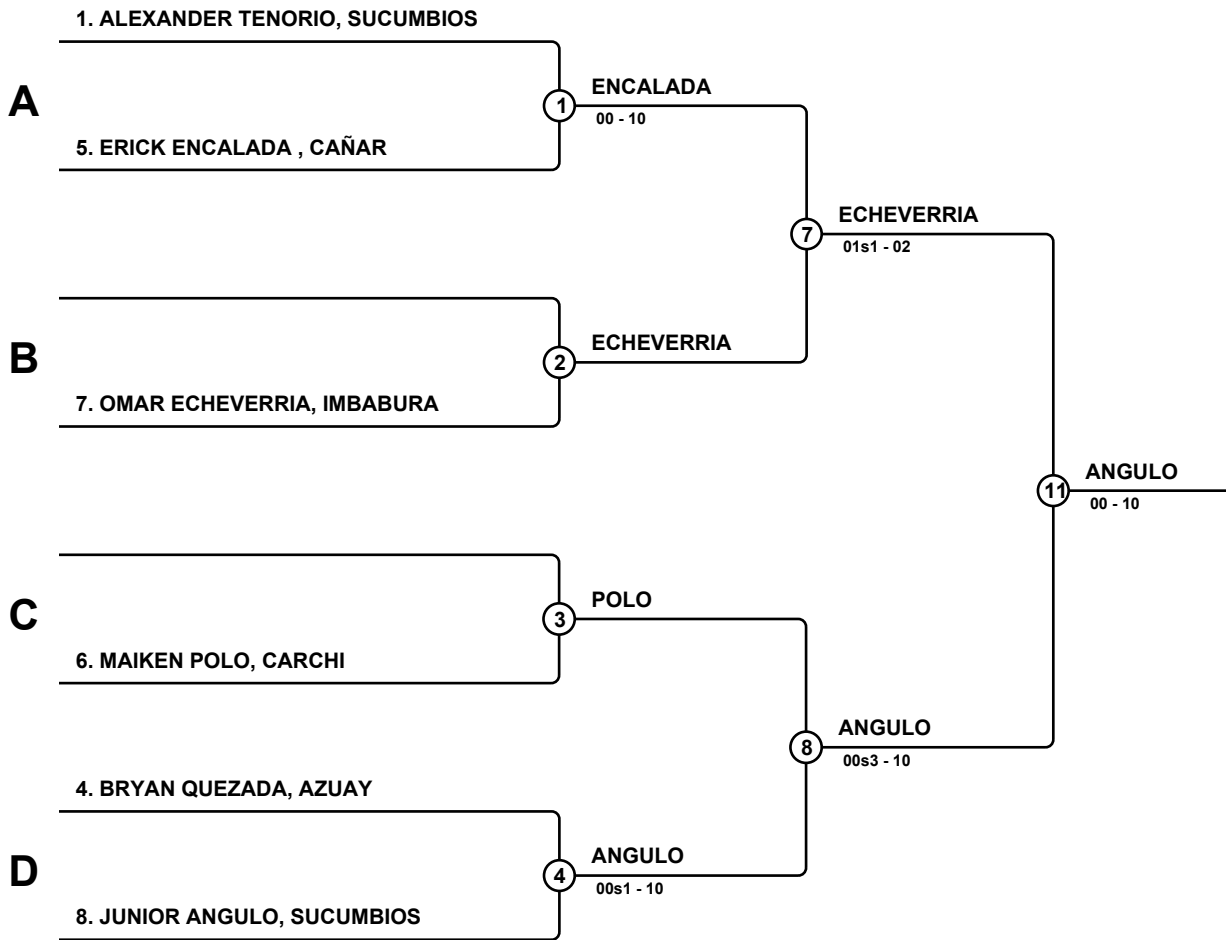 1. ALEXANDER TENORIO, SUCUMBIOS
A
1
ENCALADA
00 - 10
5. ERICK ENCALADA , CAÑAR
7
ECHEVERRIA
01s1 - 02
B
2
ECHEVERRIA
7. OMAR ECHEVERRIA, IMBABURA
11
ANGULO
00 - 10
C
3
POLO
6. MAIKEN POLO, CARCHI
8
ANGULO
00s3 - 10
4. BRYAN QUEZADA, AZUAY
D
4
ANGULO
00s1 - 10
8. JUNIOR ANGULO, SUCUMBIOS